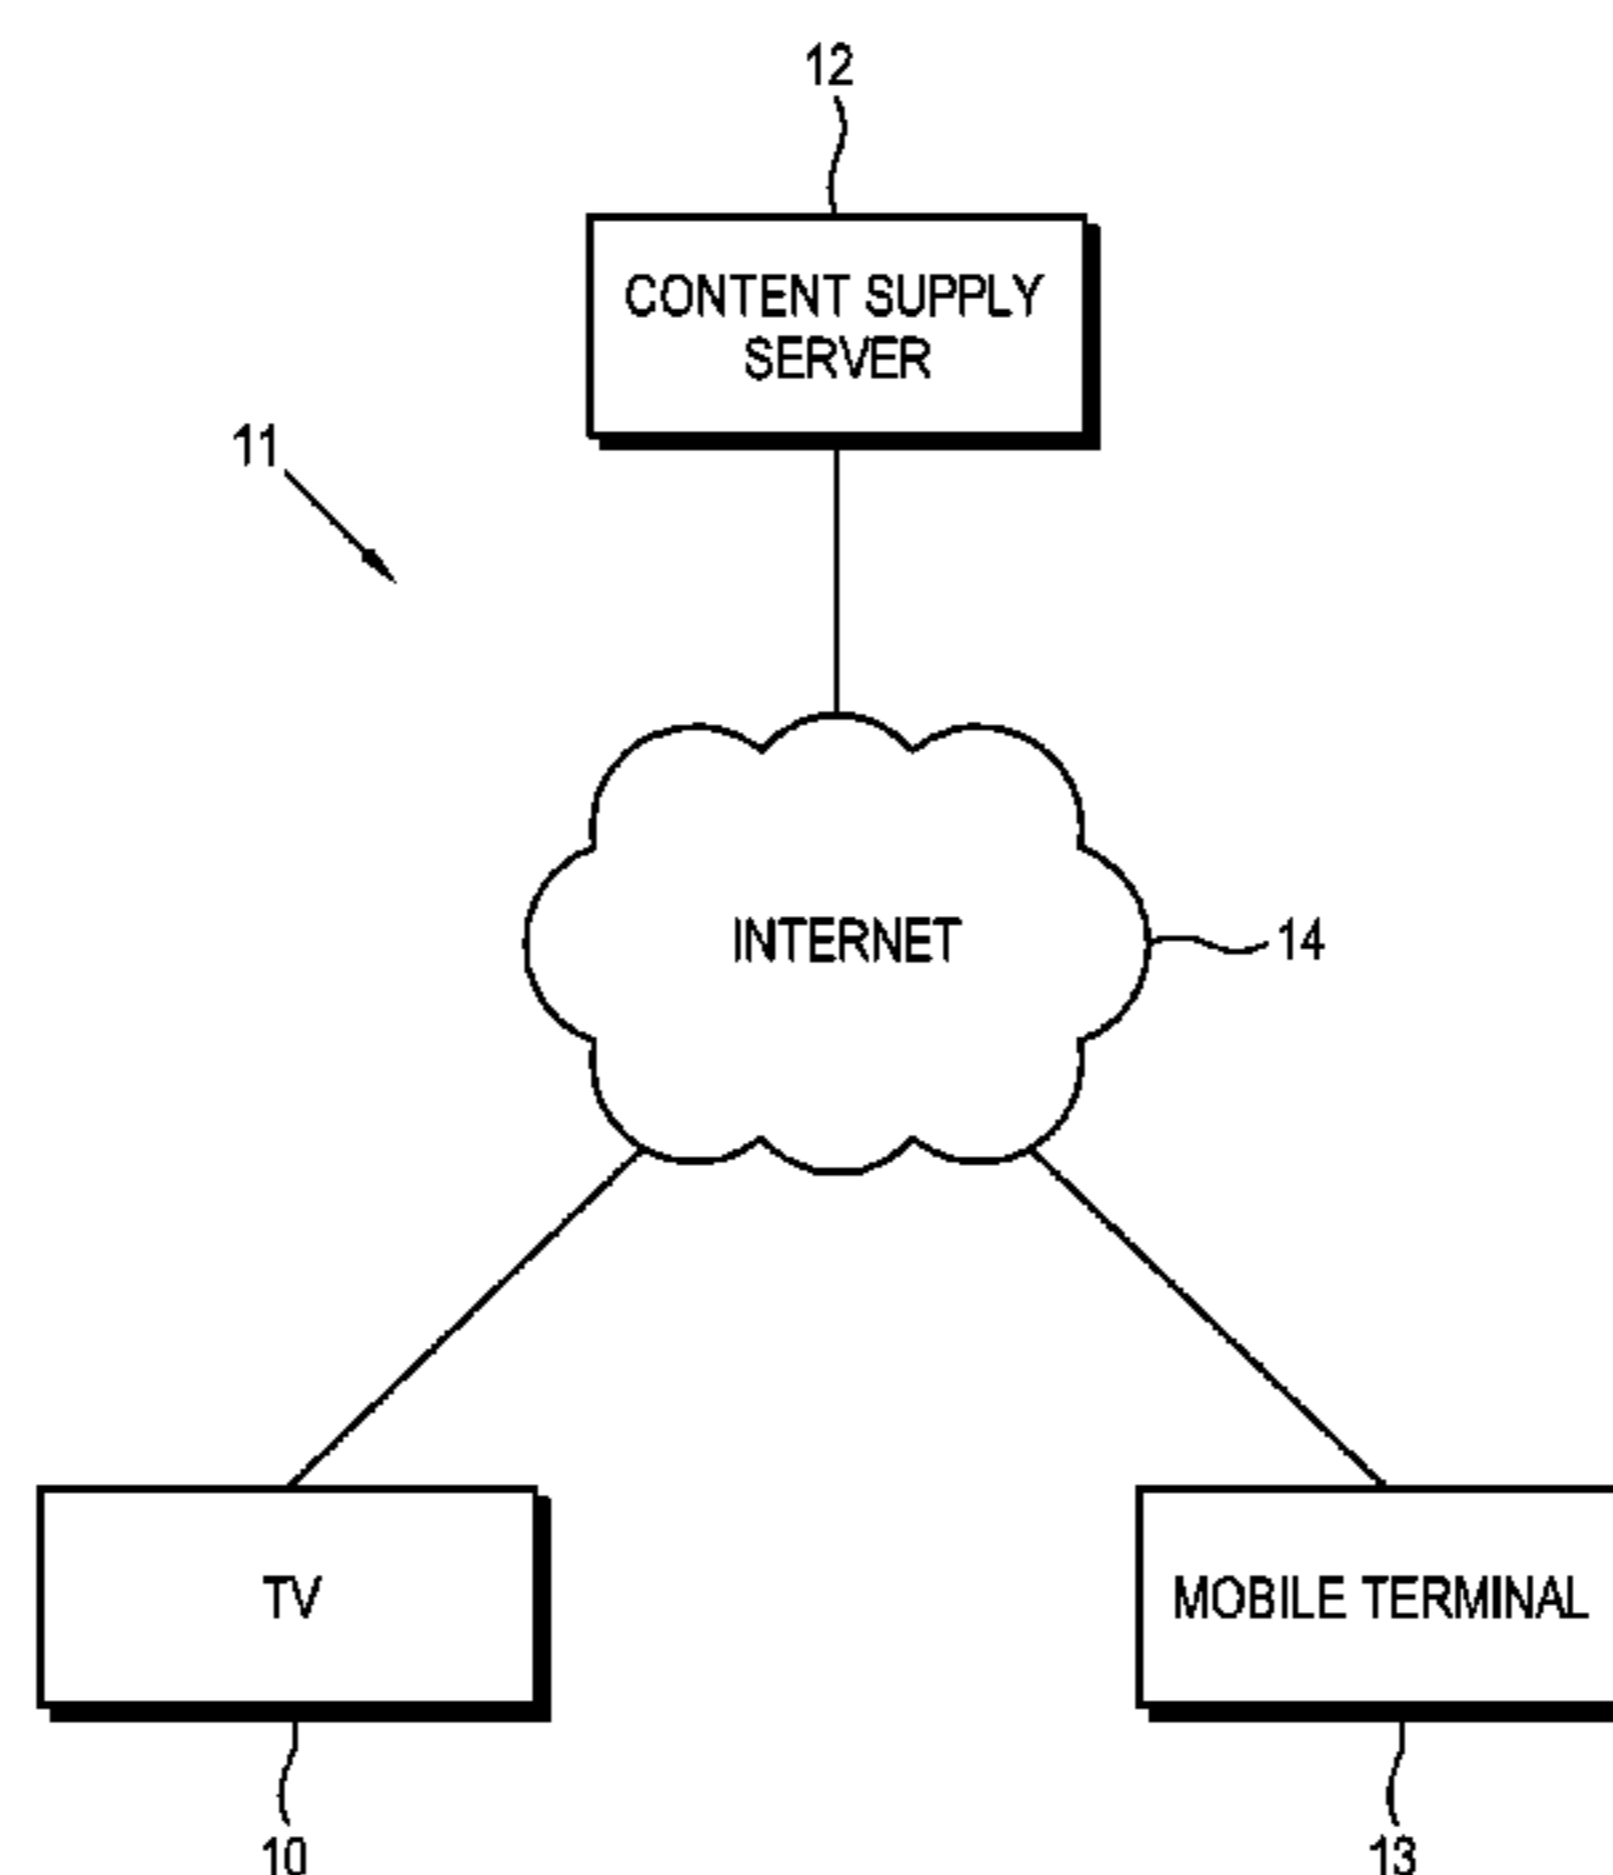 12
CONTENT SUPPLY
SERVER
11
INTERNET
14
TV
MOBILE TERMINAL
10
13